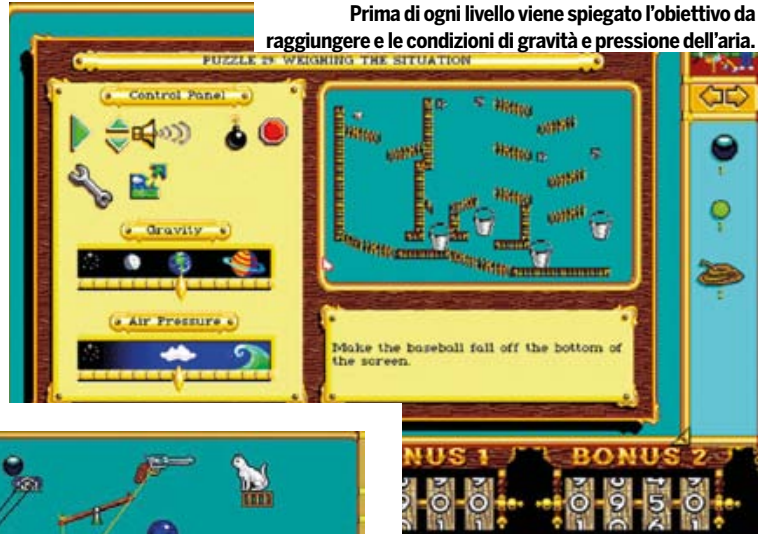 Prima di ogni livello viene spiegato l'obiettivo da
raggiungere e le condizioni di gravità e pressione dell'aria.
PUZZLE 29: WEIGHING THE SITUATION
Control Panel
Gravity
Air Pressure
Make the baseball fall off the bottom of
the screen.
NUS 1
BONUS 2